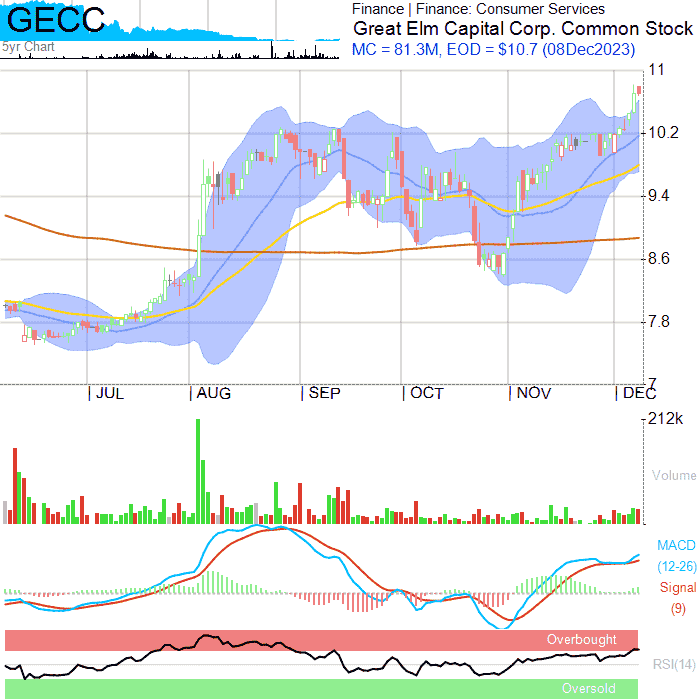 GECC
5yr Chart
Finance | Finance: Consumer Services
Great Elm Capital Corp. Common Stock
MC = 81.3M, EOD = $10.7 (08Dec2023)
11
10.2
9.4
8.6
7.8
7
JUL AUG SEP OCT NOV DEC
212k
Volume
MACD
(12-26)
Signal
(9)
Overbought
RSI(14)
Oversold